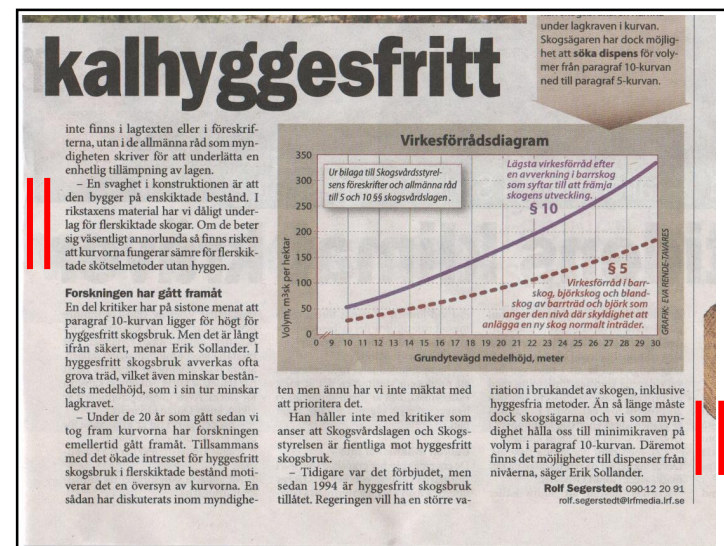 under lagkraven i kurvan.
Skogsägaren har dock möjlig-
het att söka dispens för voly-
mer från paragraf 10-kurvan
ned till paragraf 5-kurvan.
kalhyggesfritt
inte finns i lagtexten eller i föreskrif-
terna, utan i de allmänna råd som myn-
digheten skriver för att underlätta en
enhetlig tillämpning av lagen.
– En svaghet i konstruktionen är att
den bygger på enskiktade bestånd. I
rikstaxens material har vi dåligt under-
lag för flerskiktade skogar. Om de beter
sig väsentligt annorlunda så finns risken
att kurvorna fungerar sämre för flerskik-
tade skötselmetoder utan hyggen.
Forskningen har gått framåt
En del kritiker har på sistone menat att
paragraf 10-kurvan ligger för högt för
hyggesfritt skogsbruk. Men det är långt
ifrån säkert, menar Erik Sollander. I
hyggesfritt skogsbruk avverkas ofta
grova träd, vilket även minskar bestån-
dets medelhöjd, som i sin tur minskar
lagkravet.
– Under de 20 år som gått sedan vi
tog fram kurvorna har forskningen
emellertid gått framåt. Tillsammans
med det ökade intresset för hyggesfritt
skogsbruk i flerskiktade bestånd moti-
verar det en översyn av kurvorna. En
sådan har diskuterats inom myndighe-
Virkesförrådsdiagram
Volym, m³sk per hektar
350
300
250
200
150
100
50
0
Ur bilaga till Skogsvårdsstyrel-
sens föreskrifter och allmänna råd
till 5 och 10 §§ skogsvårdslagen.
Lägsta virkesförråd efter
en avverkning i barrskog
som syftar till att främja
skogens utveckling.
§ 10
§ 5
Virkesförråd i barr-
skog, björkskog och bland-
skog av barrträd och björk som
anger den nivå där skyldighet att
anlägga en ny skog normalt inträder.
GRAFIK: EVA RENDE-TAVARES
0 9 10 11 12 13 14 15 16 17 18 19 20 21 22 23 24 25 26 27 28 29 30
Grundytevägd medelhöjd, meter
ten men ännu har vi inte mäktat med
att prioritera det.
Han håller inte med kritiker som
anser att Skogsvårdslagen och Skogs-
styrelsen är fientliga mot hyggesfritt
skogsbruk.
– Tidigare var det förbjudet, men
sedan 1994 är hyggesfritt skogsbruk
tillåtet. Regeringen vill ha en större va-
riation i brukandet av skogen, inklusive
hyggesfria metoder. Än så länge måste
dock skogsägarna och vi som myn-
dighet hålla oss till minimikraven på
volym i paragraf 10-kurvan. Däremot
finns det möjligheter till dispenser från
nivåerna, säger Erik Sollander.
Rolf Segerstedt 090-12 20 91
rolf.segerstedt@lrfmedia.lrf.se